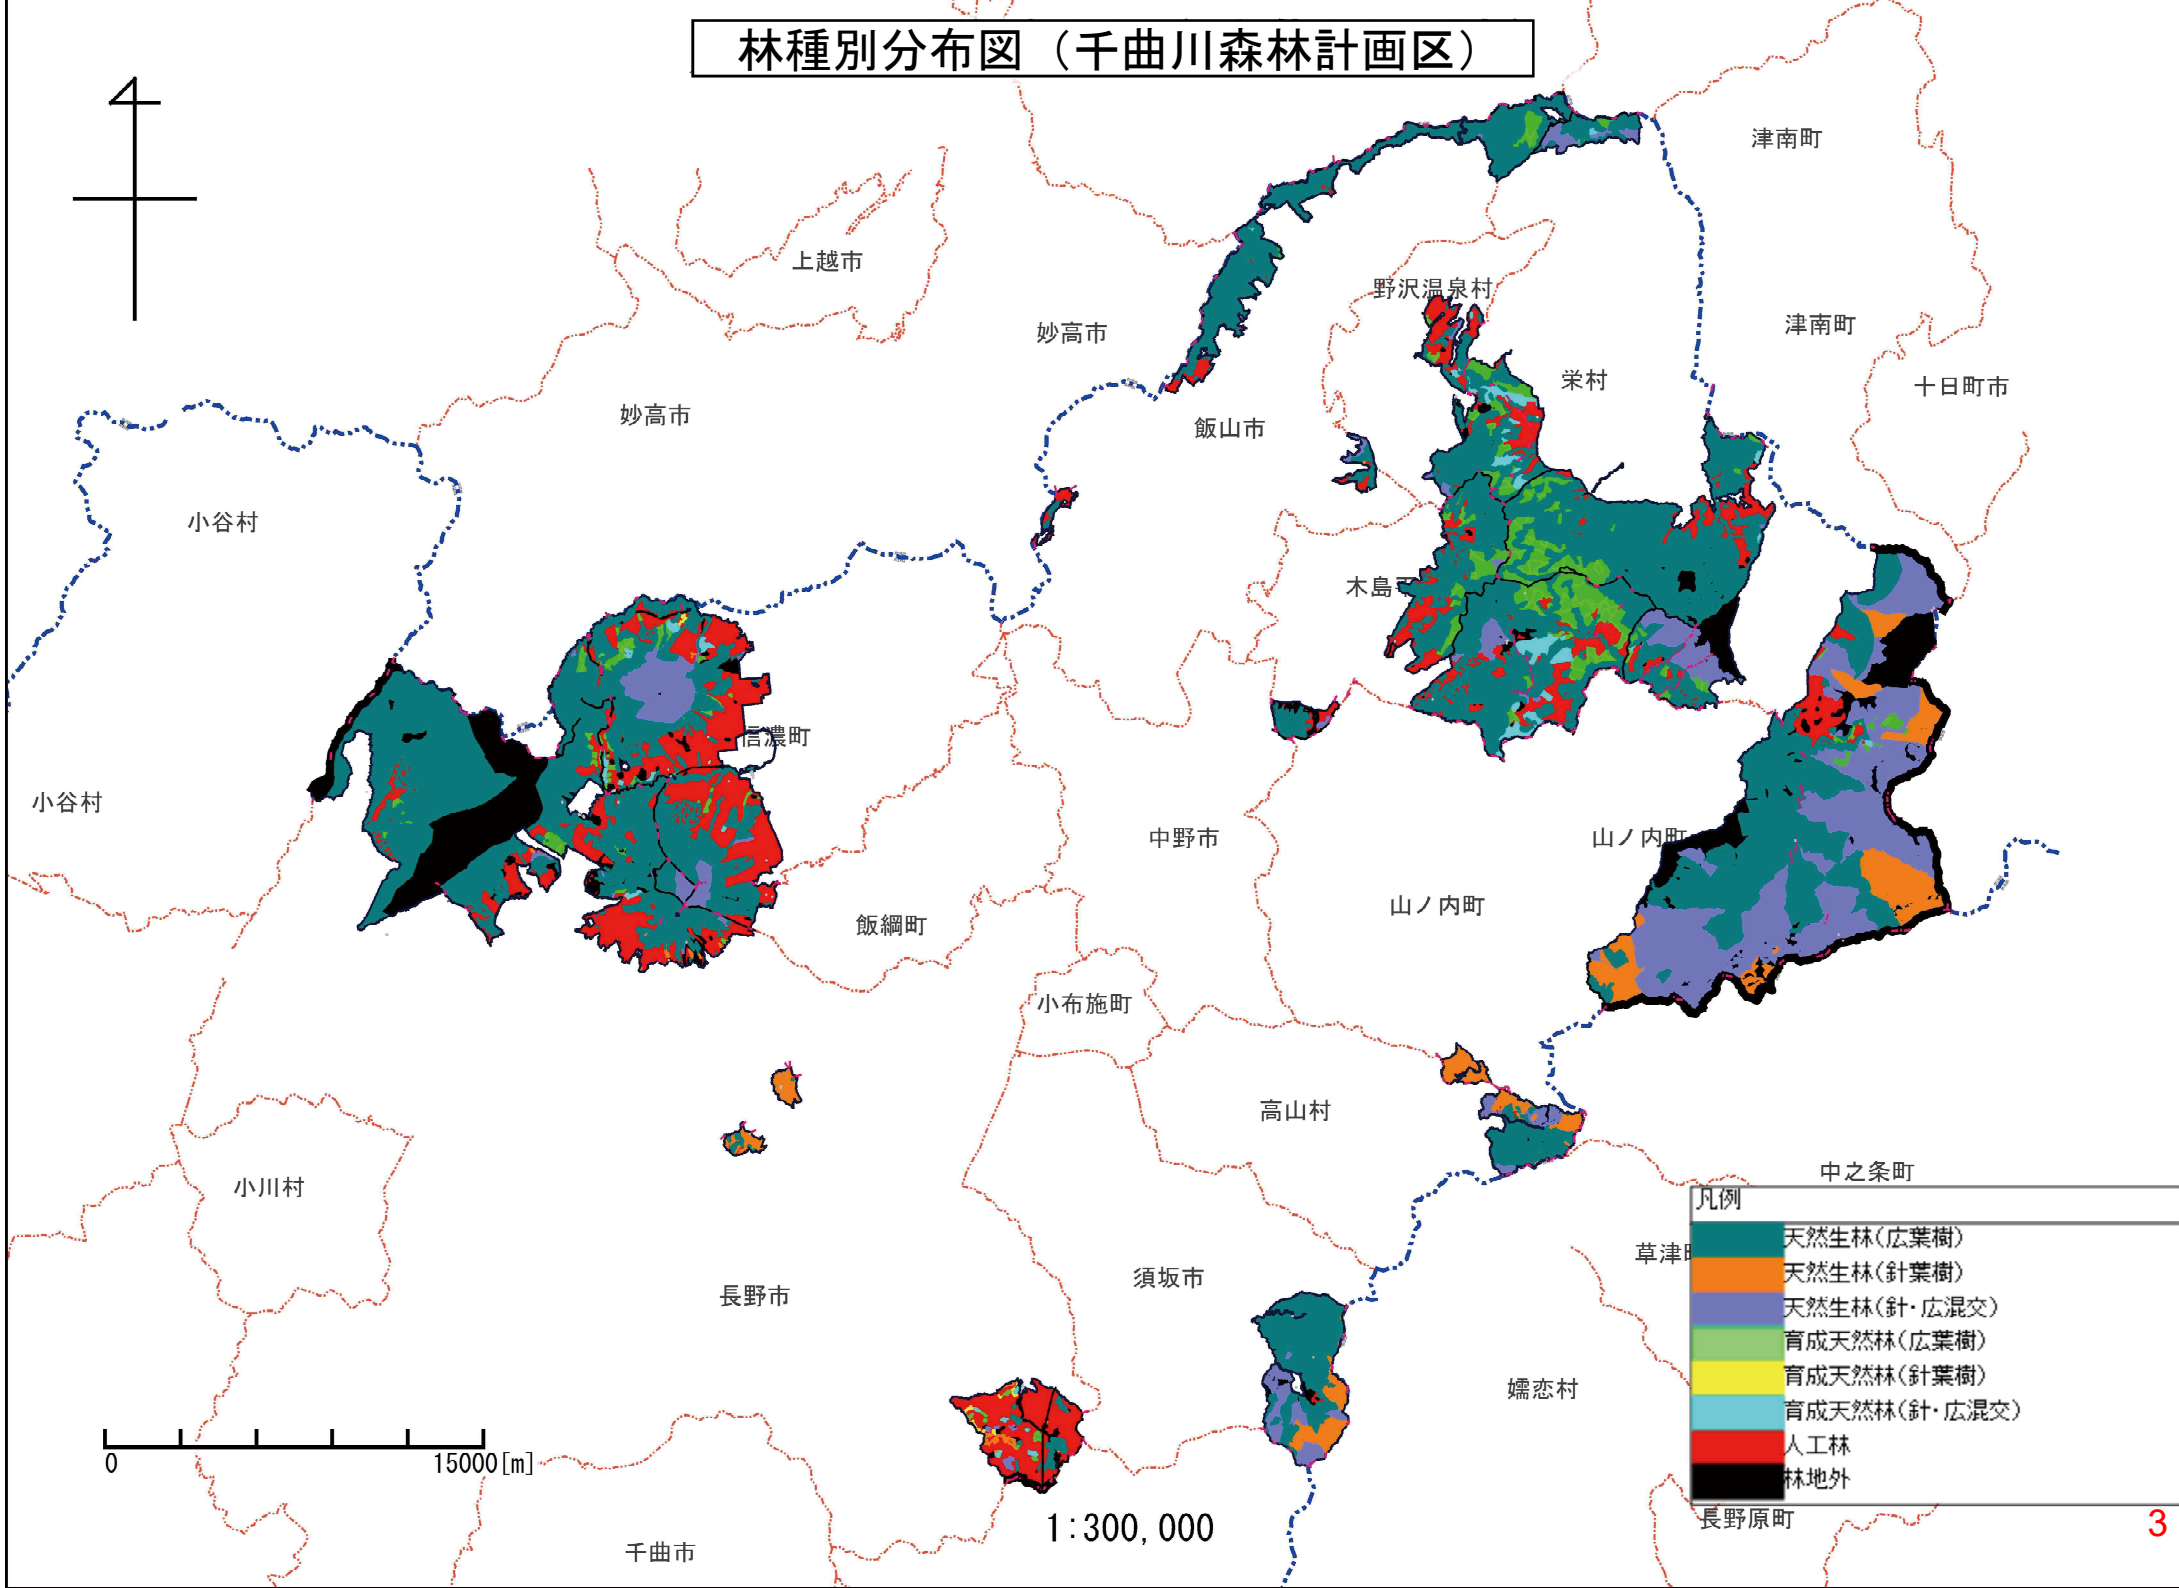 林種別分布図（千曲川森林計画区）
津南町
上越市
野沢温泉村
妙高市
津南町
栄村
十日町市
妙高市
飯山市
小谷村
木島平
信濃町
小谷村
中野市
山ノ内町
山ノ内町
飯綱町
小布施町
高山村
小川村
中之条町
凡例
天然生林(広葉樹)
草津町
天然生林(針葉樹)
須坂市
長野市
天然生林(針・広混交)
育成天然林(広葉樹)
育成天然林(針葉樹)
嬬恋村
育成天然林(針・広混交)
人工林
0
15000[m]
林地外
1:300,000
長野原町
3
千曲市